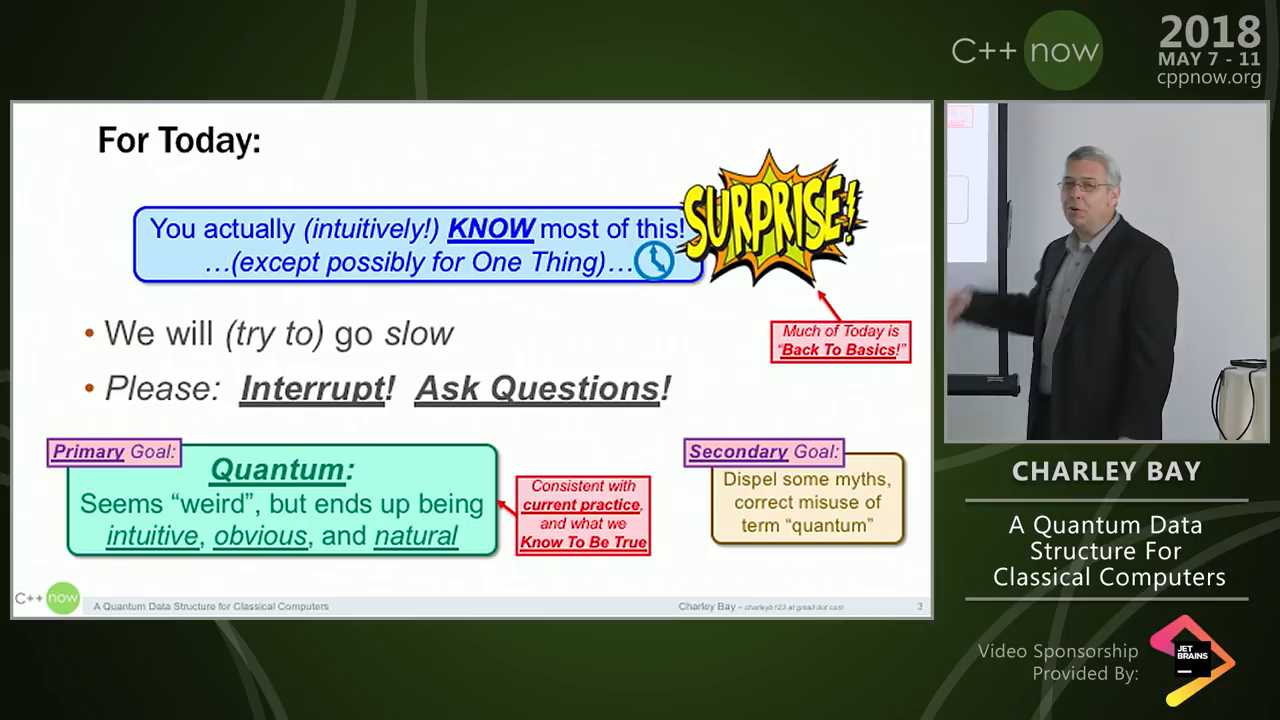 C++ now
2018
MAY 7 - 11
cppnow.org
For Today:
You actually (intuitively!) KNOW most of this!
…(except possibly for One Thing)…
SURPRISE!
Much of Today is
“Back To Basics!”
• We will (try to) go slow
• Please: Interrupt! Ask Questions!
Primary Goal:
Quantum:
Seems “weird”, but ends up being
intuitive, obvious, and natural
Consistent with
current practice,
and what we
Know To Be True
Secondary Goal:
Dispel some myths,
correct misuse of
term “quantum”
C++ now
A Quantum Data Structure for Classical Computers
Charley Bay – charleyb123 at gmail dot com
3
CHARLEY BAY
A Quantum Data
Structure For
Classical Computers
Video Sponsorship
Provided By:
JET
BRAINS